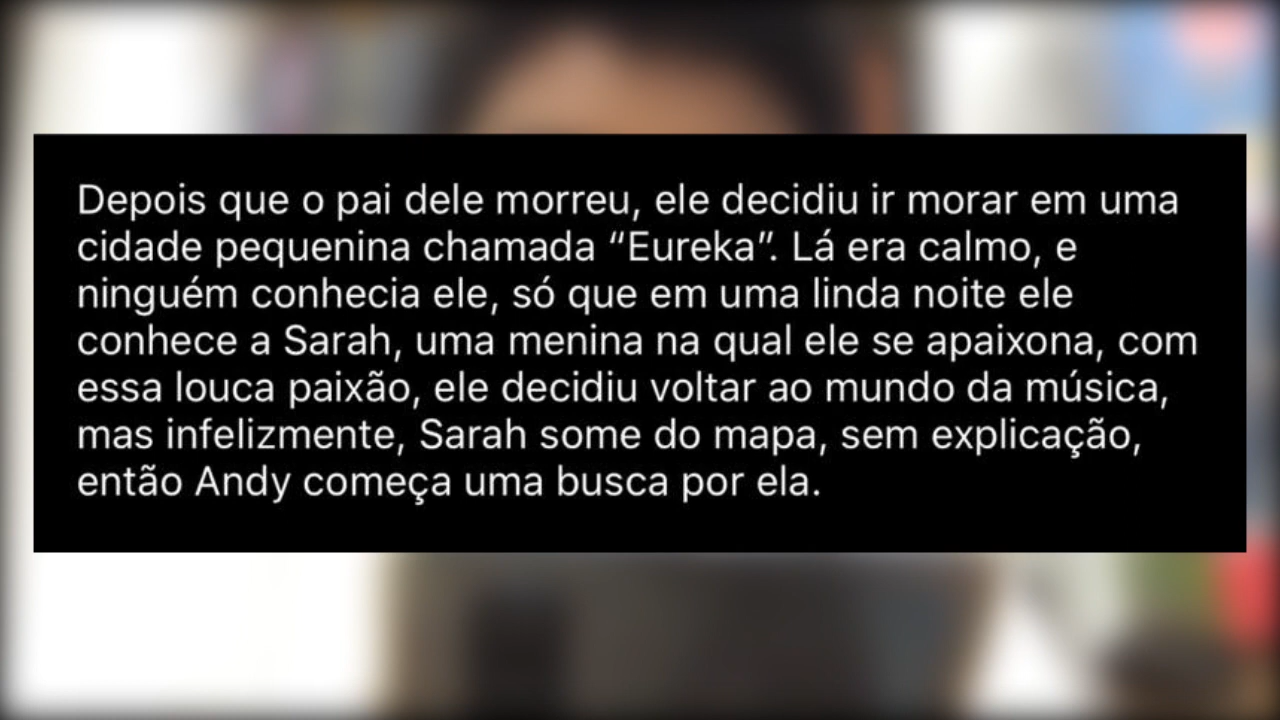 Depois que o pai dele morreu, ele decidiu ir morar em uma
cidade pequenina chamada “Eureka”. Lá era calmo, e
ninguém conhecia ele, só que em uma linda noite ele
conhece a Sarah, uma menina na qual ele se apaixona, com
essa louca paixão, ele decidiu voltar ao mundo da música,
mas infelizmente, Sarah some do mapa, sem explicação,
então Andy começa uma busca por ela.